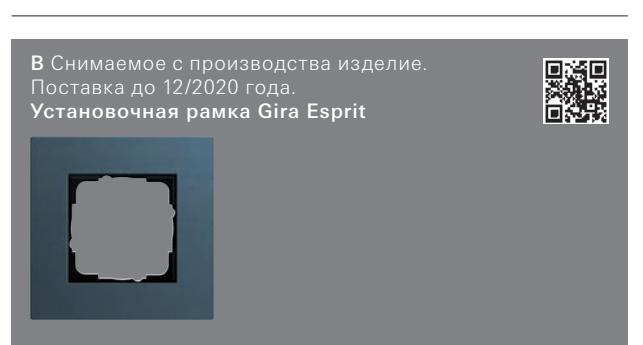 В Снимаемое с производства изделие.
Поставка до 12/2020 года.
Установочная рамка Gira Esprit